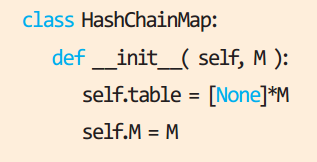 class HashChainMap:
def __init__( self, M ):
self.table = [None]*M
self.M = M